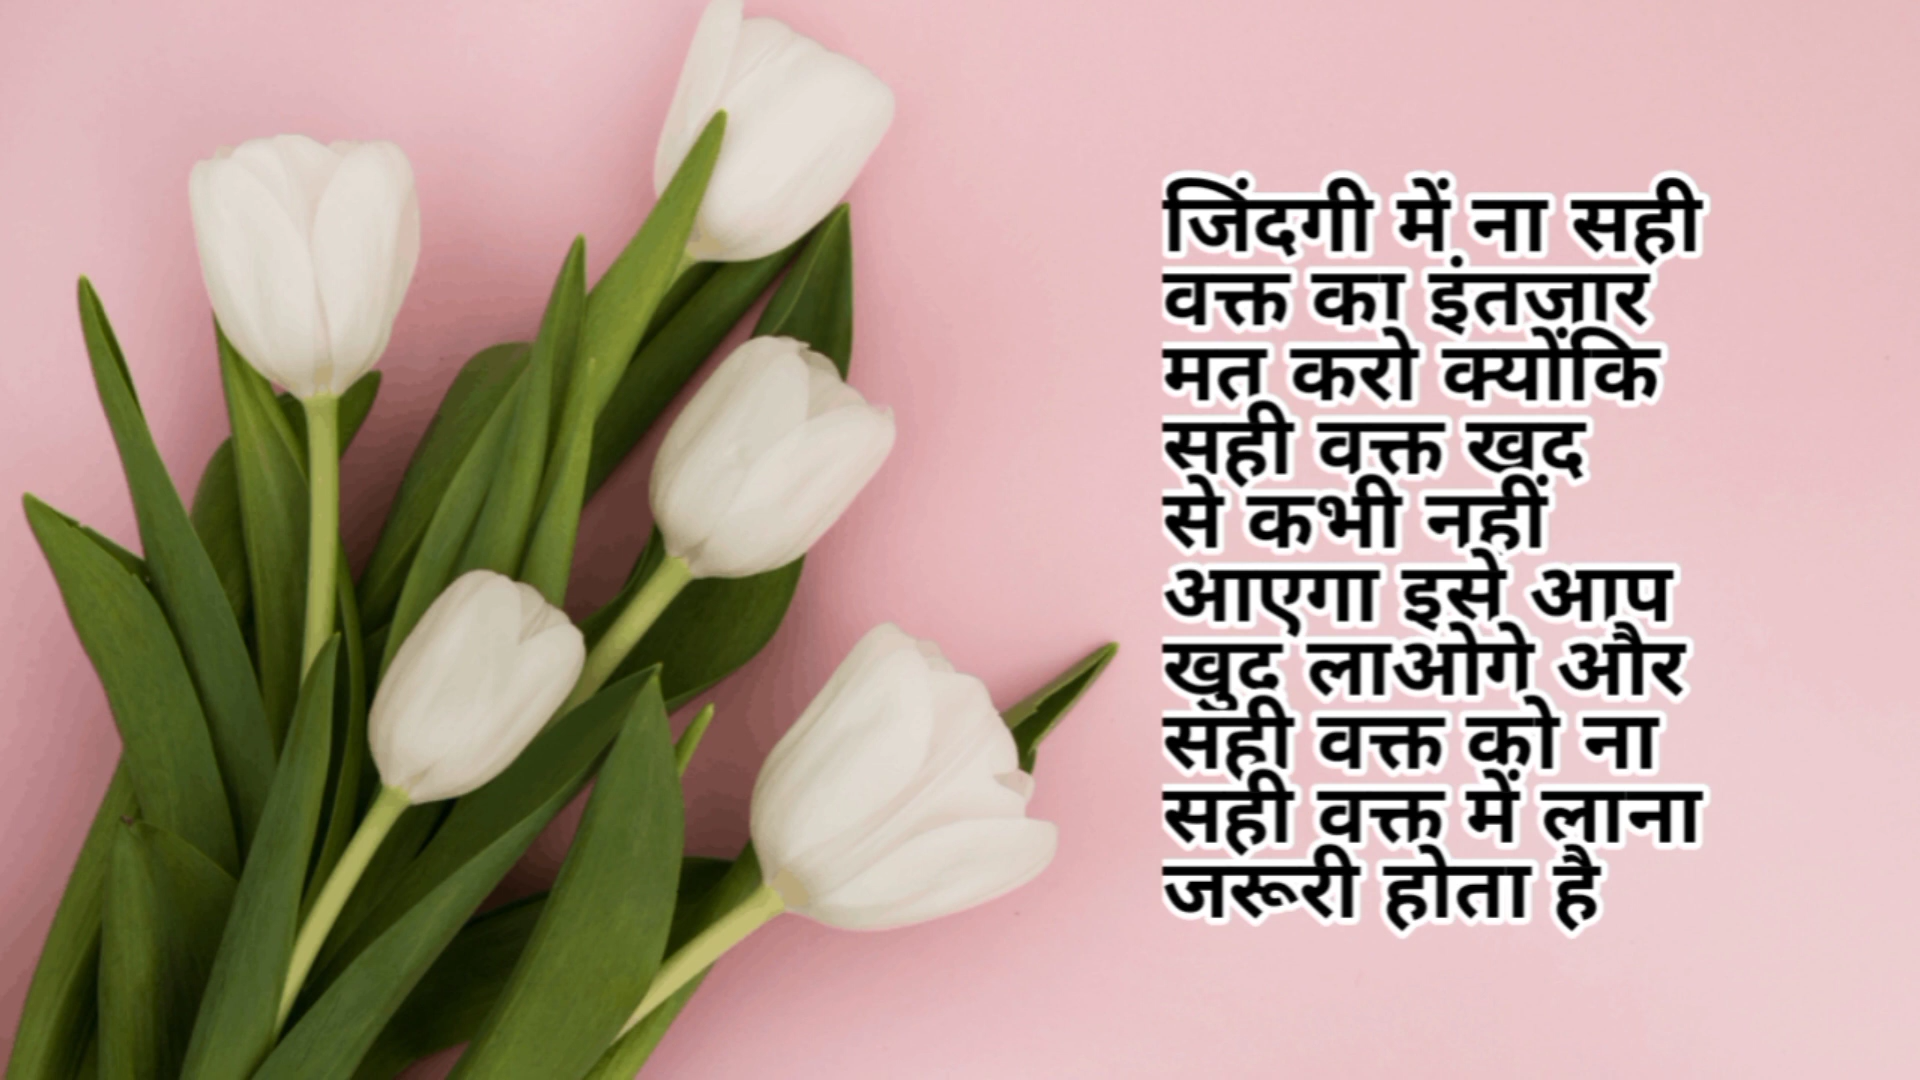 जिंदगी में ना सही
वक्त का इंतजार
मत करो क्योंकि
सही वक्त खुद
से कभी नहीं
आएगा इसे आप
खुद लाओगे और
सही वक्त को ना
सही वक्त में लाना
जरूरी होता है